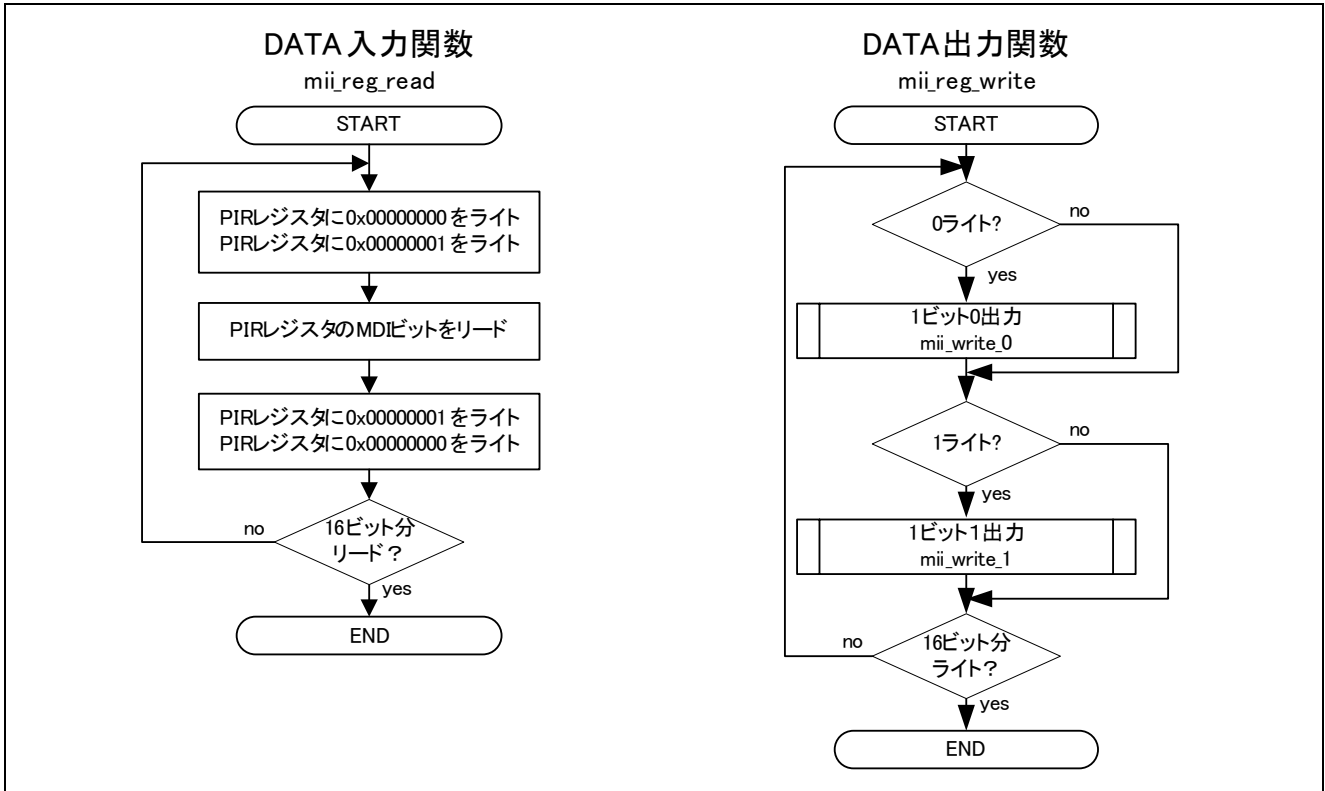 DATA入力関数
mii_reg_read
START
PIRレジスタに0x00000000をライト
PIRレジスタに0x00000001をライト
PIRレジスタのMDIビットをリード
PIRレジスタに0x00000001をライト
PIRレジスタに0x00000000をライト
no
16ビット分
リード？
yes
END
DATA出力関数
mii_reg_write
START
0ライト?
no
yes
1ビット0出力
mii_write_0
1ライト?
no
yes
1ビット１出力
mii_write_1
no
16ビット分
ライト？
yes
END